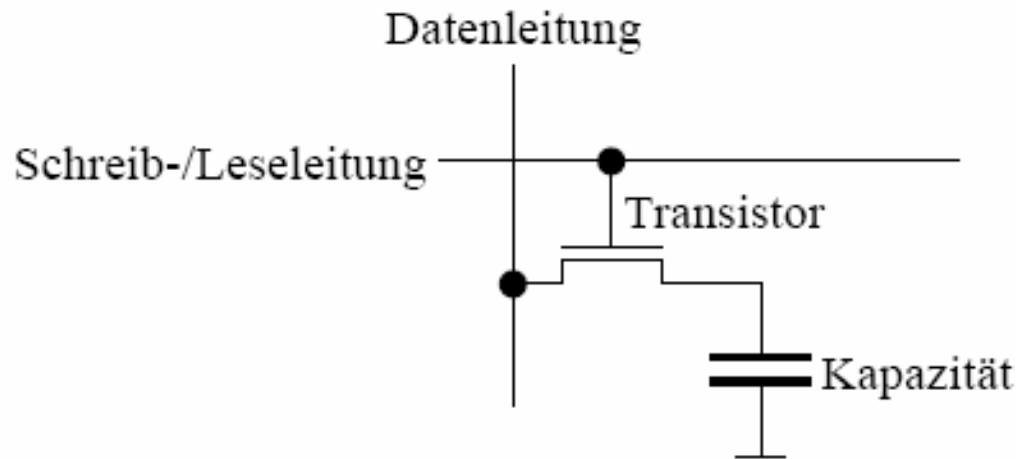 Datenleitung
Schreib-/Leseleitung
Transistor
Kapazität